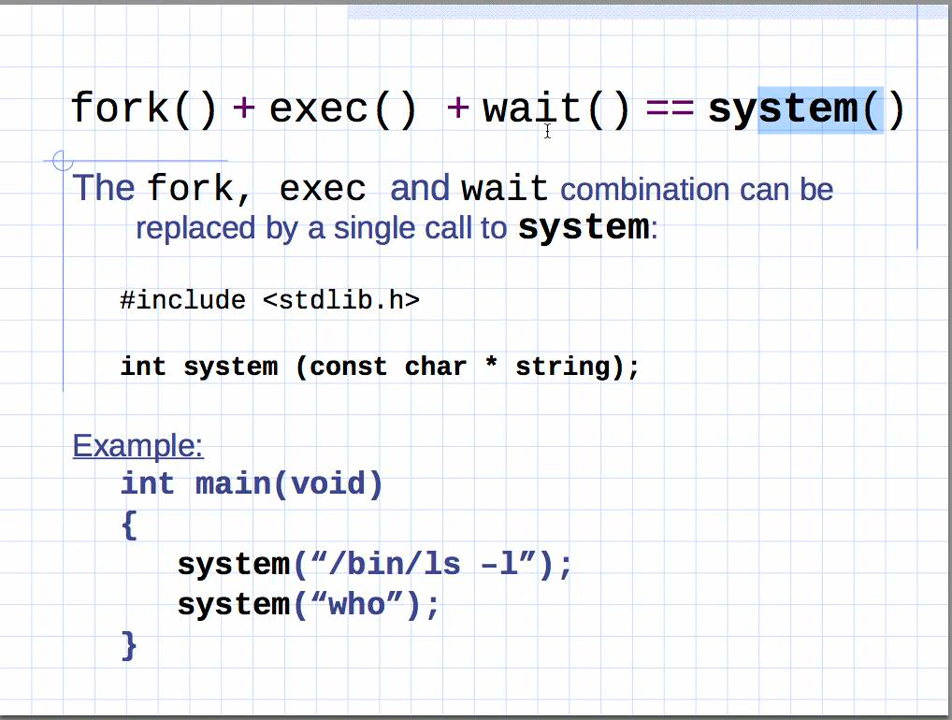 fork() + exec() + wait() == system()
The fork, exec and wait combination can be
replaced by a single call to system:
#include <stdlib.h>
int system (const char * string);
Example:
int main(void)
{
system(“/bin/ls –l”);
system(“who”);
}